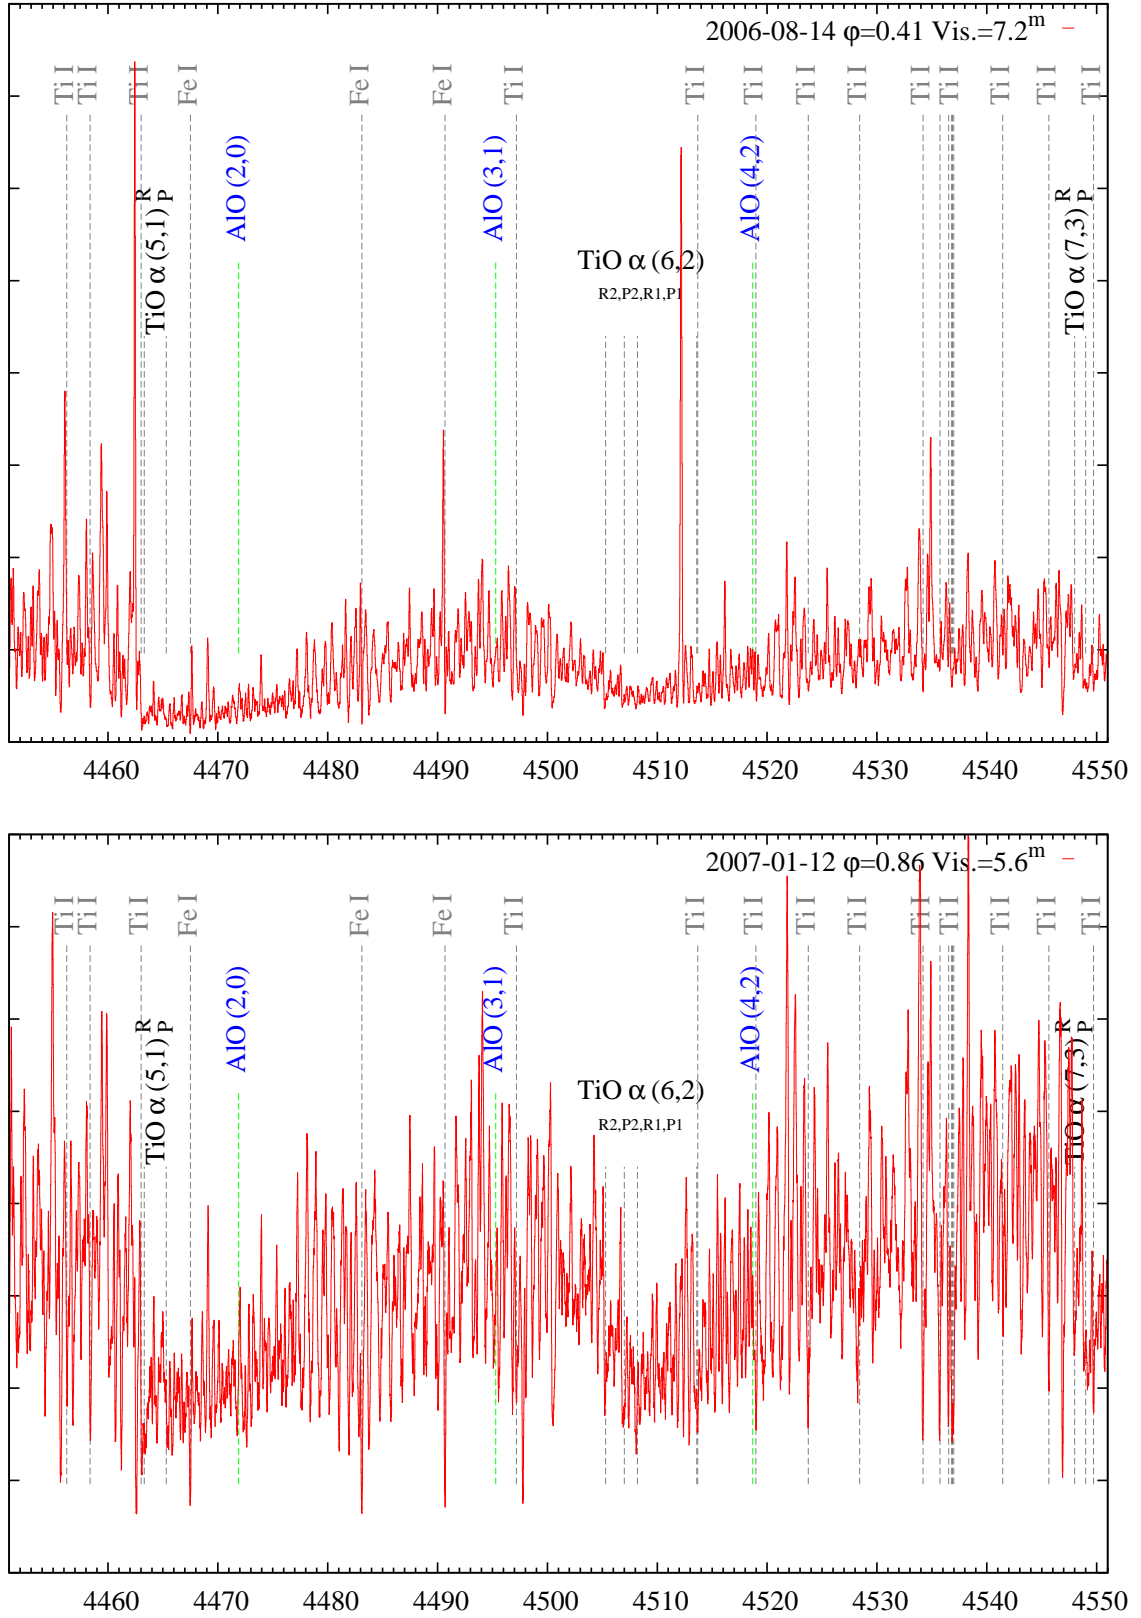 2006-08-14 φ=0.41 Vis.=7.2m
Ti I
Ti I
Ti I
Fe I
Fe I
Fe I
Ti I
Ti I
Ti I
Ti I
Ti I
Ti I
Ti I
Ti I
Ti I
Ti I
TiO α (5,1) R P
AlO (2,0)
AlO (3,1)
TiO α (6,2)
R2,P2,R1,P1
AlO (4,2)
TiO α (7,3) R P
4460 4470 4480 4490 4500 4510 4520 4530 4540 4550
2007-01-12 φ=0.86 Vis.=5.6m
Ti I
Ti I
Ti I
Fe I
Fe I
Fe I
Ti I
Ti I
Ti I
Ti I
Ti I
Ti I
Ti I
Ti I
Ti I
Ti I
TiO α (5,1) R P
AlO (2,0)
AlO (3,1)
TiO α (6,2)
R2,P2,R1,P1
AlO (4,2)
TiO α (7,3) R P
4460 4470 4480 4490 4500 4510 4520 4530 4540 4550